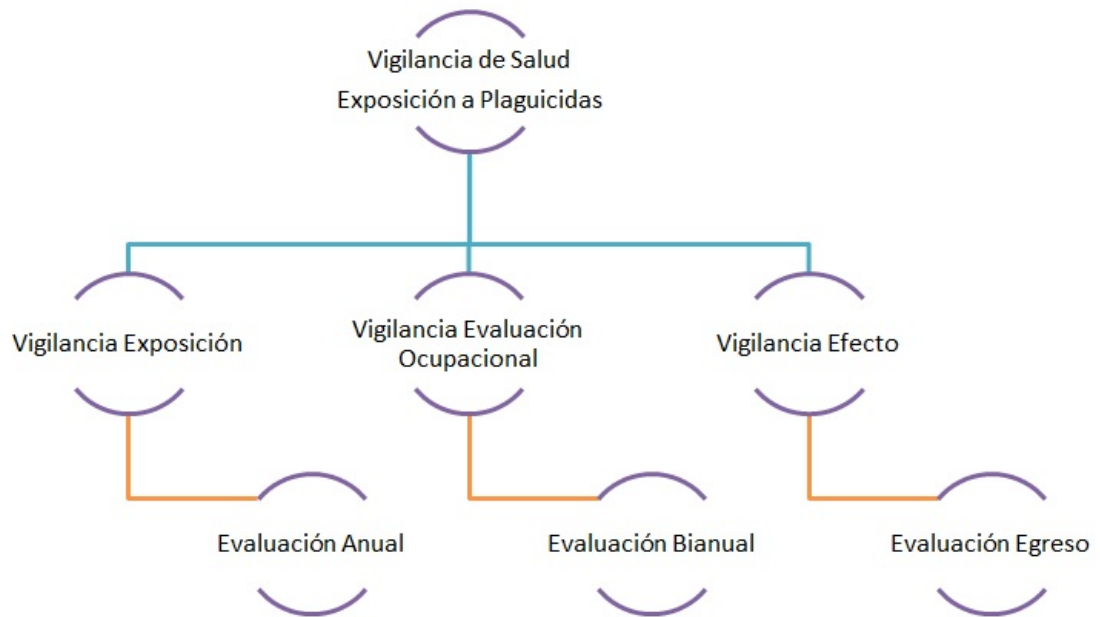 Vigilancia de Salud
Exposición a Plaguicidas
Vigilancia Exposición
Vigilancia Evaluación
Ocupacional
Vigilancia Efecto
Evaluación Anual
Evaluación Bianual
Evaluación Egreso